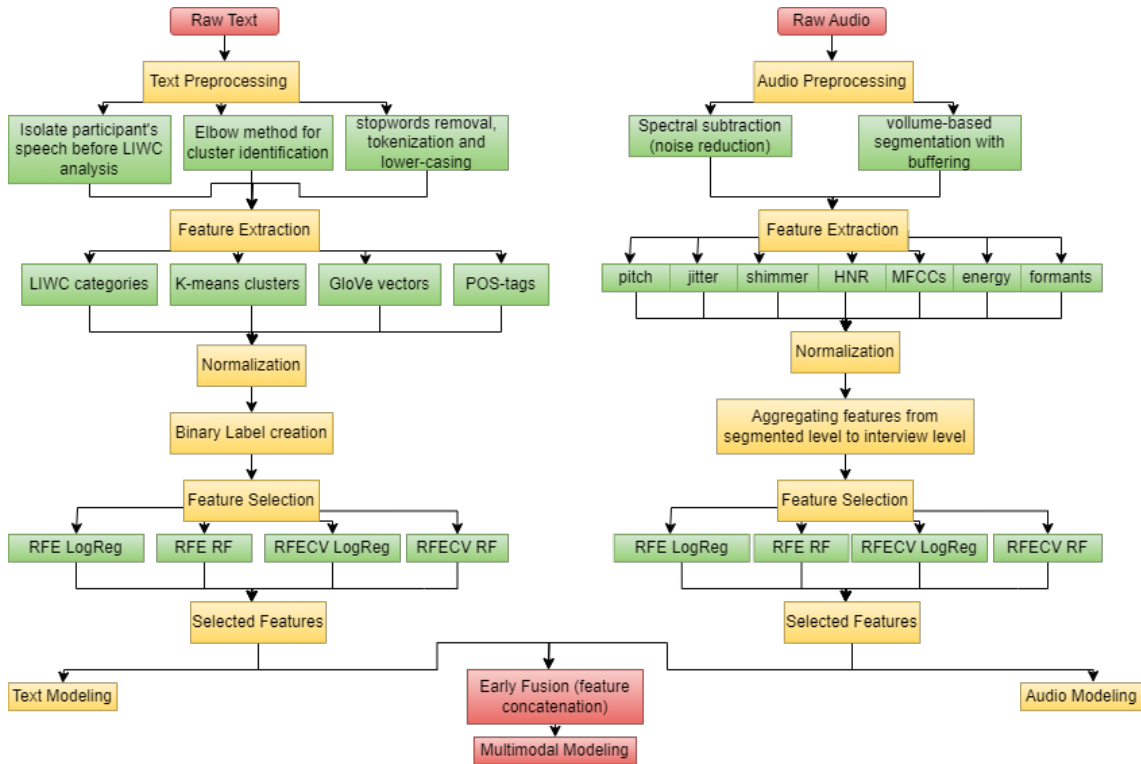 Raw Text
Raw Audio
Text Preprocessing
Audio Preprocessing
Isolate participant's
speech before LIWC
analysis
Elbow method for
cluster identification
stopwords removal,
tokenization and
lower-casing
Spectral subtraction
(noise reduction)
vollume-based
segmentation with
buffering
Feature Extraction
Feature Extraction
LIWC categories
K-means clusters
GloVe vectors
POS-tags
pitch
jitter
shimmer
HNR
MFCCs
energy
formants
Normalization
Normalization
Binary Label creation
Aggregating features from
segmented level to interview level
Feature Selection
Feature Selection
RFE LogReg
RFE RF
RFECV LogReg
RFECV RF
RFE LogReg
RFE RF
RFECV LogReg
RFECV RF
Selected Features
Selected Features
Text Modeling
Early Fusion (feature
concatenation)
Audio Modeling
Multimodal Modeling